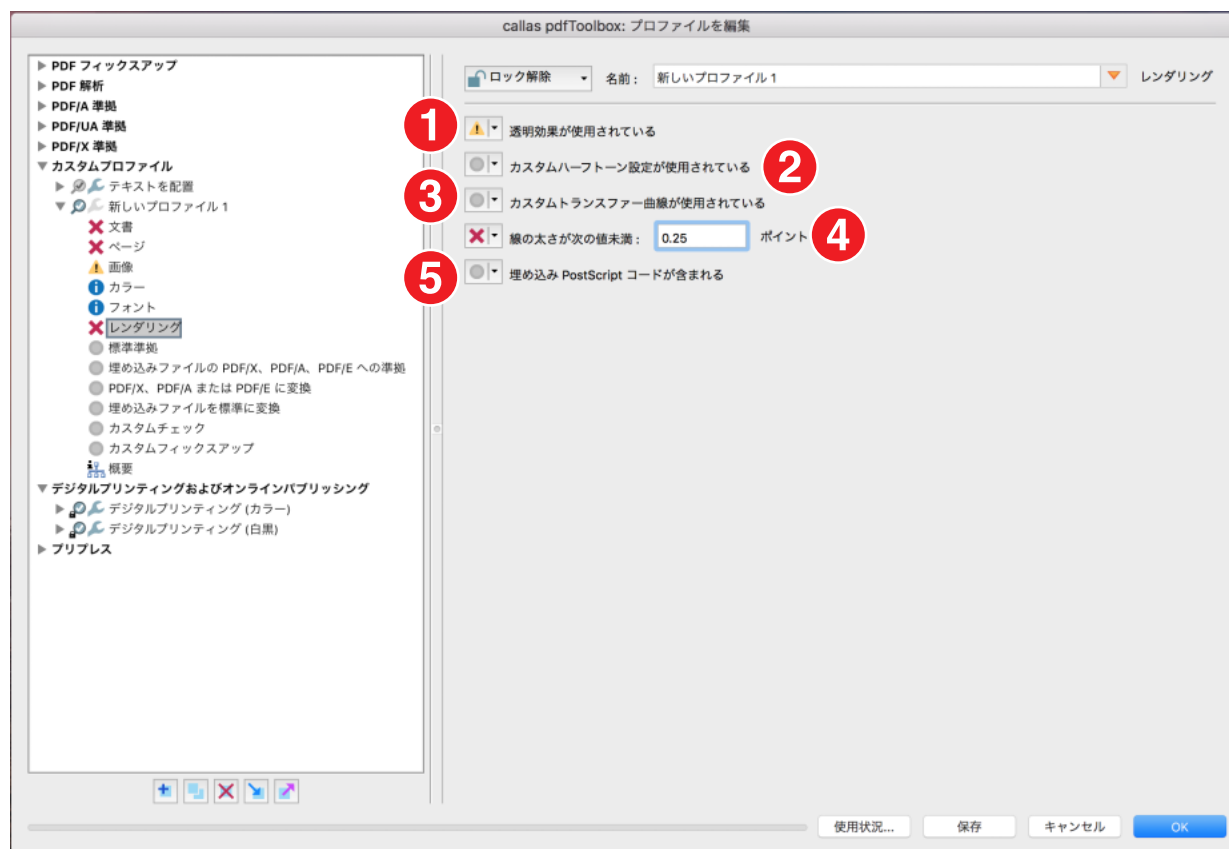 callas pdfToolbox: プロファイルを編集
PDF フィックスアップ
PDF 解析
PDF/A 準拠
PDF/UA 準拠
PDF/X 準拠
カスタムプロファイル
テキストを配置
新しいプロファイル 1
文書
ページ
画像
カラー
フォント
レンダリング
標準準拠
埋め込みファイルの PDF/X、PDF/A、PDF/E への準拠
PDF/X、PDF/A または PDF/E に変換
埋め込みファイルを標準に変換
カスタムチェック
カスタムフィックスアップ
概要
デジタルプリンティングおよびオンラインパブリッシング
デジタルプリンティング (カラー)
デジタルプリンティング (白黒)
プリプレス
ロック解除 名前: 新しいプロファイル 1 レンダリング
1 透明効果が使用されている
カスタムハーフトーン設定が使用されている 2
3 カスタムトランスファー曲線が使用されている
線の太さが次の値未満: 0.25 ポイント 4
5 埋め込み PostScript コードが含まれる
使用状況... 保存 キャンセル OK